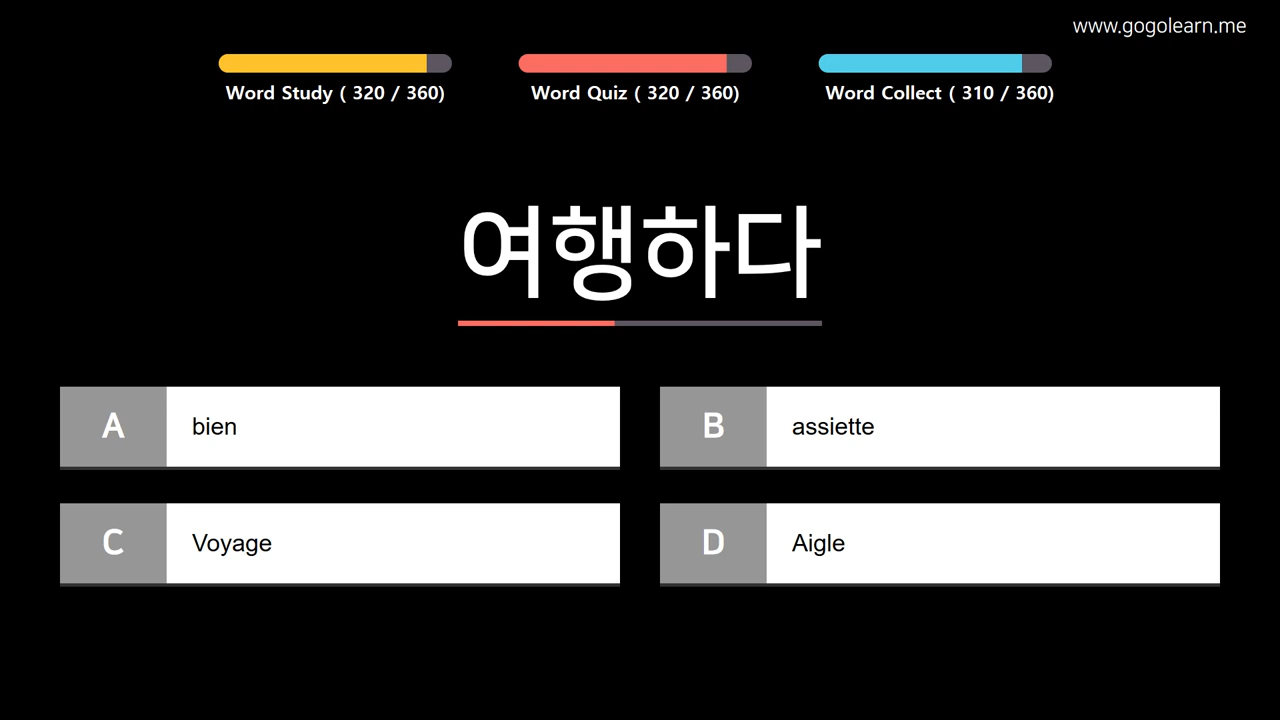 www.gogolearn.me
Word Study ( 320 / 360)
Word Quiz ( 320 / 360)
Word Collect ( 310 / 360)
여행하다
A bien
B assiette
C Voyage
D Aigle